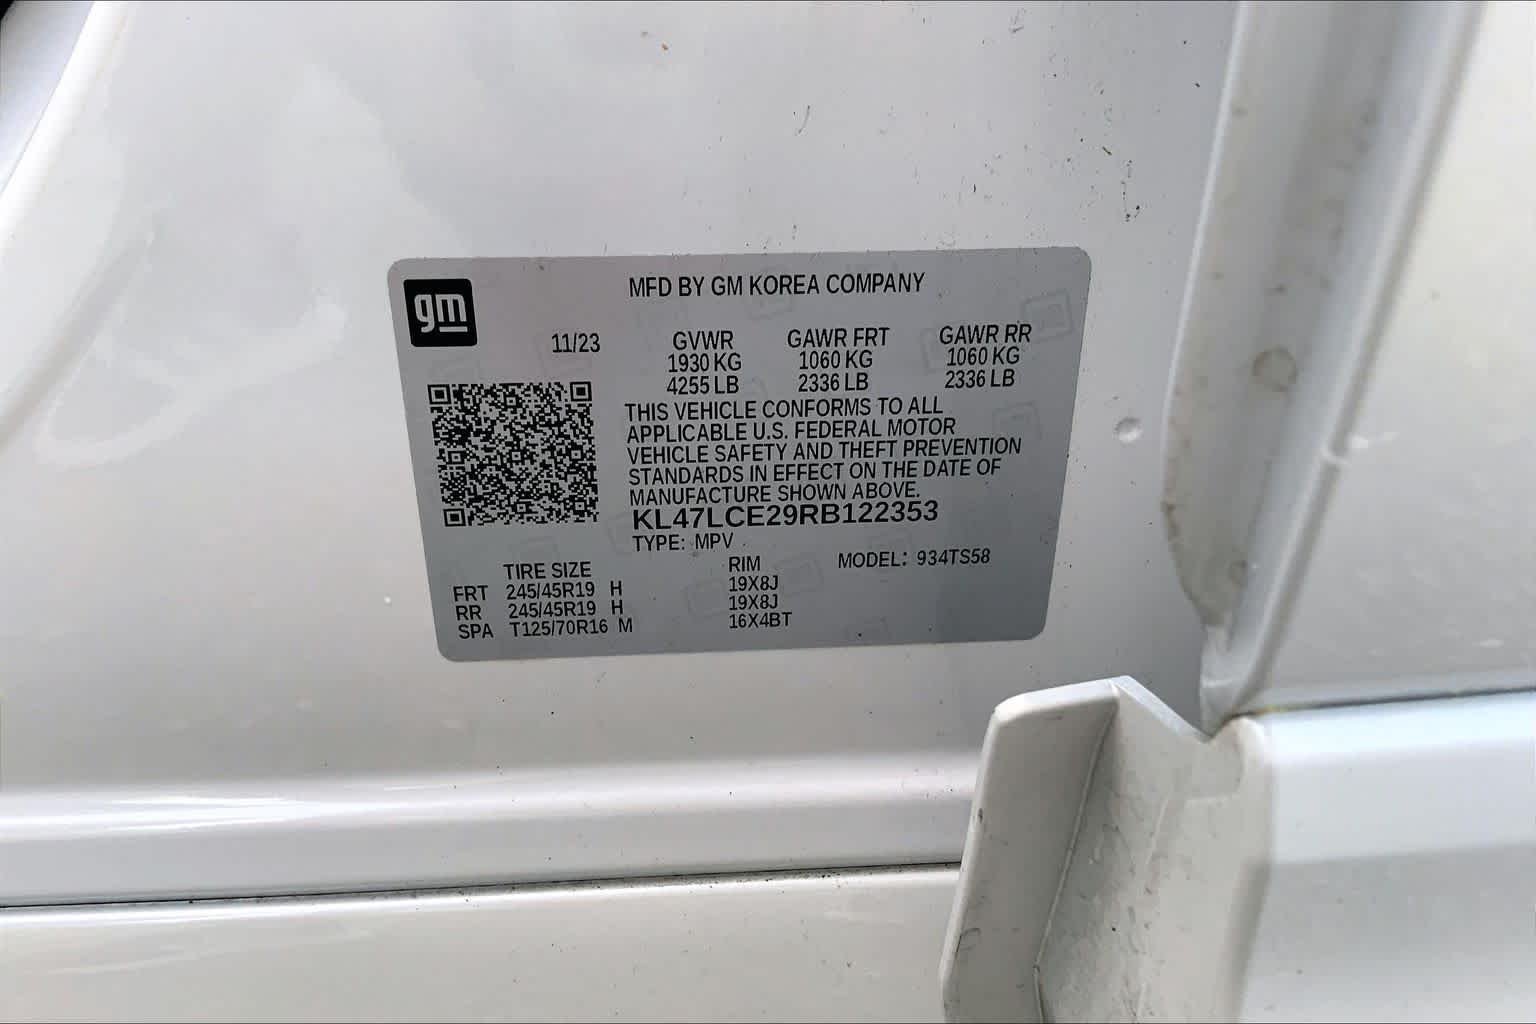 gm
MFD BY GM KOREA COMPANY
11/23 GVWR GAWR FRT GAWR RR
1930 KG 1060 KG 1060 KG
4255 LB 2336 LB 2336 LB
THIS VEHICLE CONFORMS TO ALL
APPLICABLE U.S. FEDERAL MOTOR
VEHICLE SAFETY AND THEFT PREVENTION
STANDARDS IN EFFECT ON THE DATE OF
MANUFACTURE SHOWN ABOVE.
KL47LCE29RB122353
TYPE: MPV MODEL: 934TS58
TIRE SIZE RIM
FRT 245/45R19 H 19X8J
RR 245/45R19 H 19X8J
SPA T125/70R16 M 16X4BT